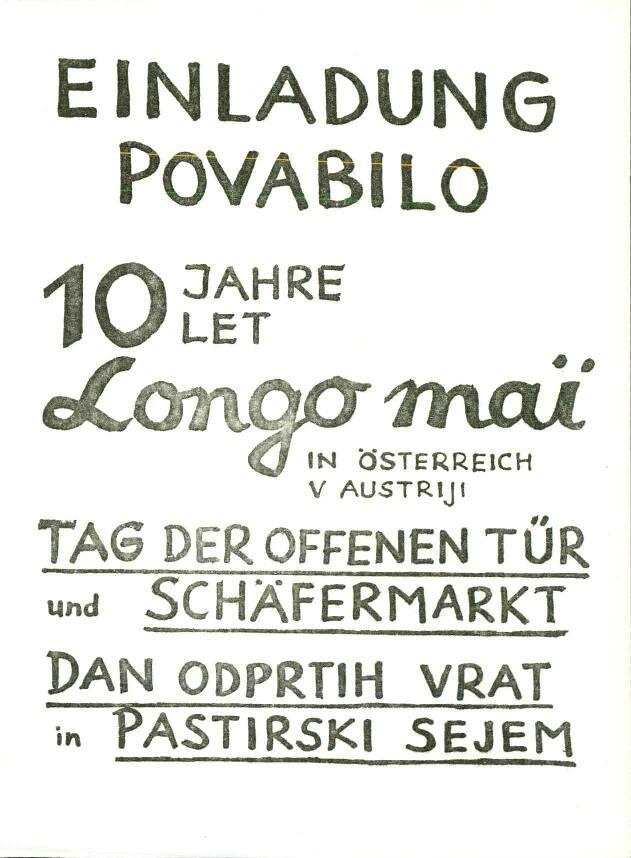 EINLADUNG
POVABILO
10 JAHRE
LET
Longo maï
IN ÖSTERREICH
V AUSTRIJI
TAG DER OFFENEN TÜR
und SCHÄFERMARKT
DAN ODPRTIH VRAT
in PASTIRSKI SEJEM